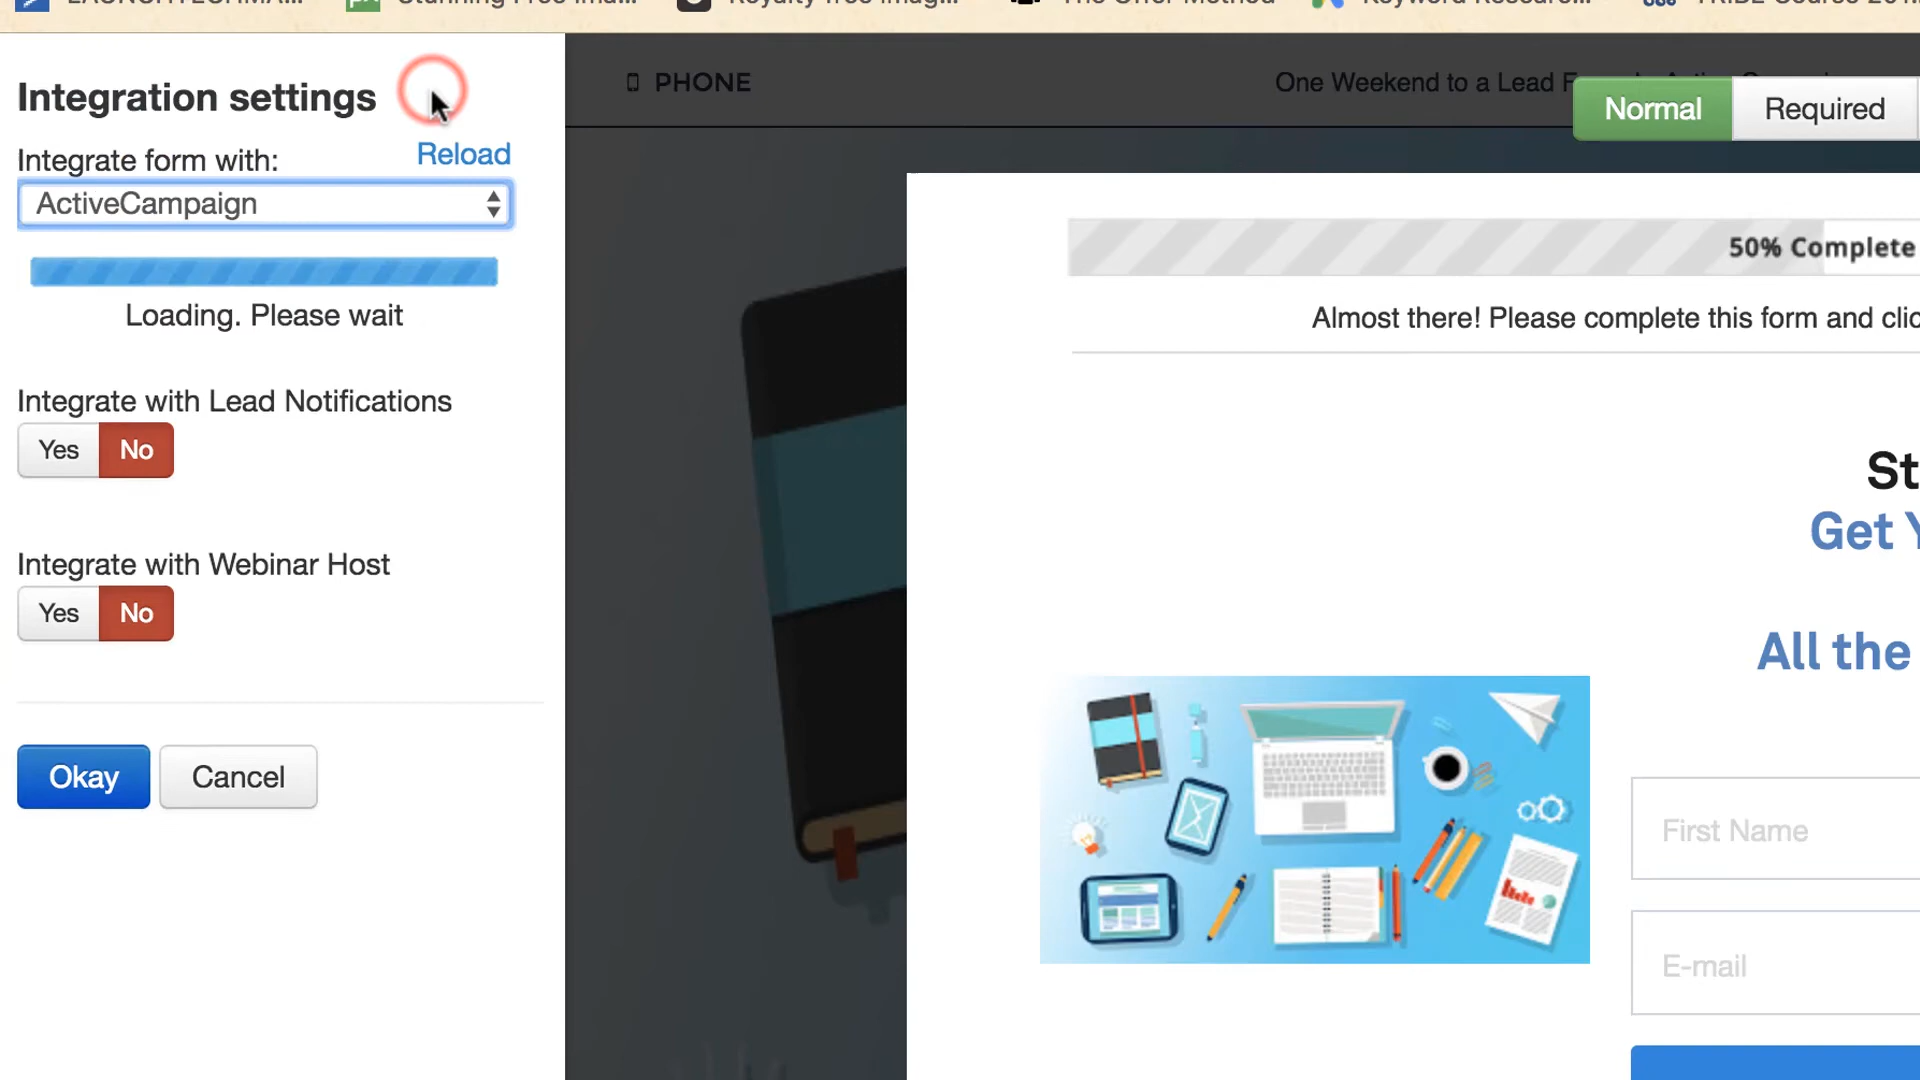 Integration settings
Integrate form with:
Reload
ActiveCampaign
Loading. Please wait
Integrate with Lead Notifications
Yes No
Integrate with Webinar Host
Yes No
Okay Cancel
PHONE
One Weekend to a Lead
Normal Required
50% Complete
Almost there! Please complete this form and clic
St
Get Y
All the
First Name
E-mail